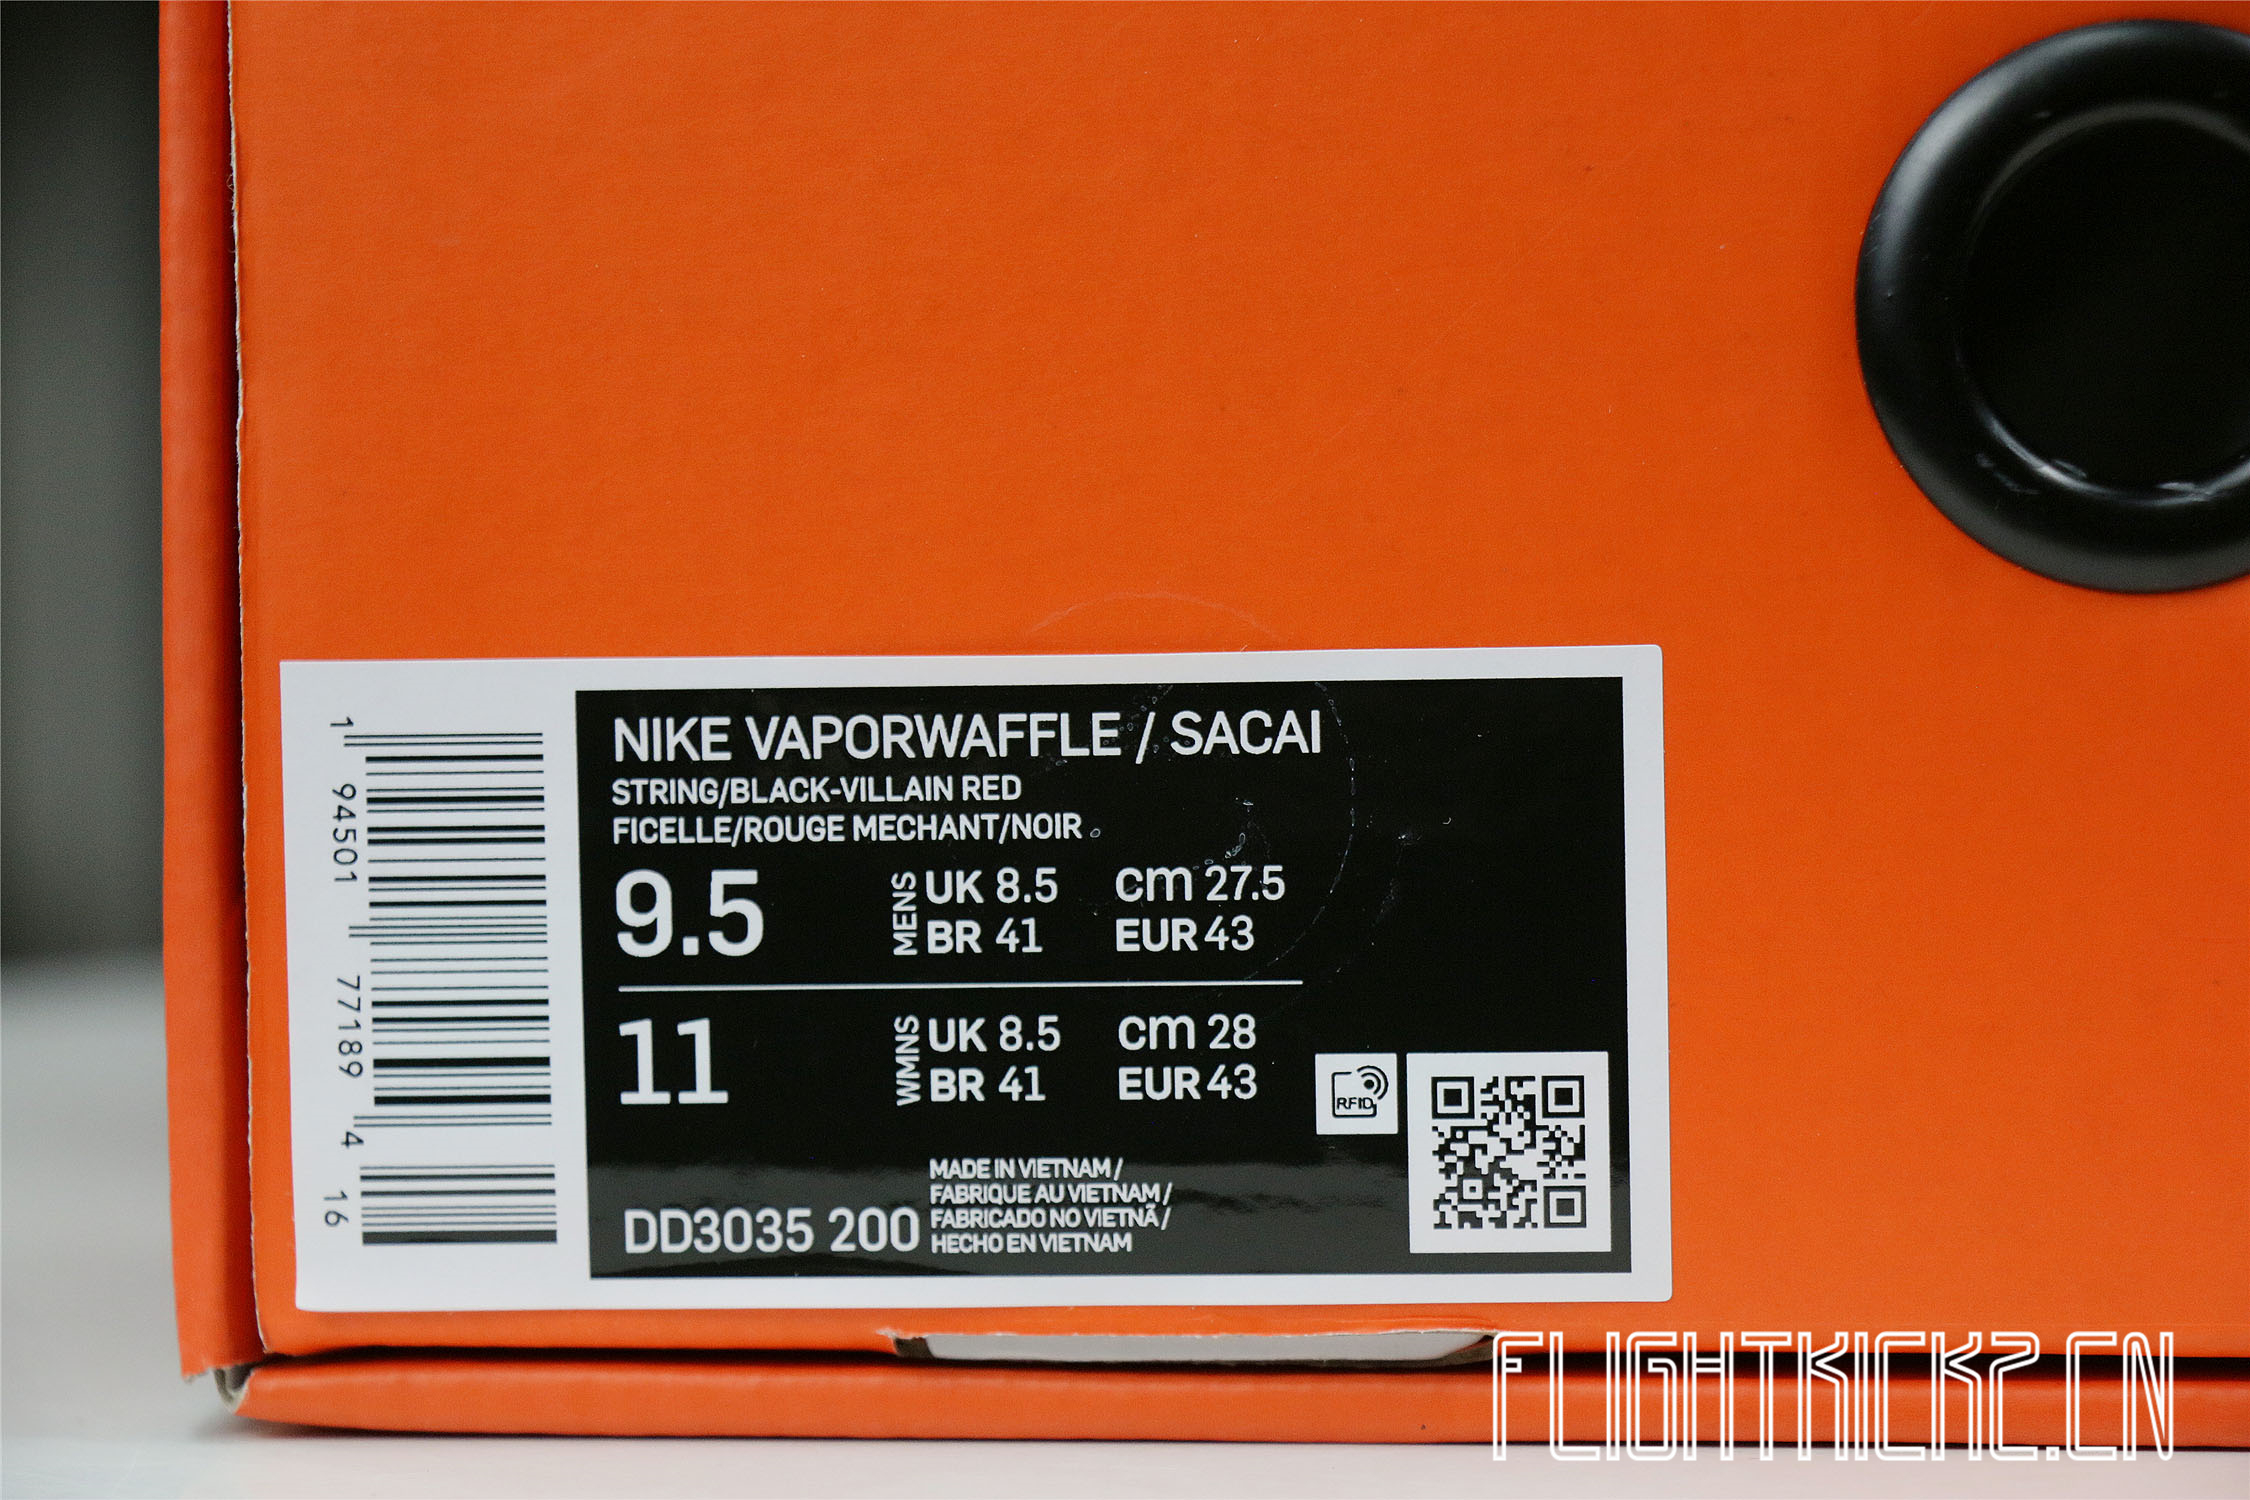 NIKE VAPORWAFFLE / SACAI
STRING/BLACK-VILLAIN RED
FICELLE/ROUGE MECHANT/NOIR
9.5 MENS UK 8.5 cm 27.5
BR 41 EUR 43
11 WMNS UK 8.5 cm 28
BR 41 EUR 43
RFID
MADE IN VIETNAM /
FABRIQUE AU VIETNAM /
FABRICADO NO VIETNÃ /
HECHO EN VIETNAM
DD3035 200
1 94501 77189 4 16
FLIGHTKICKZ.CN